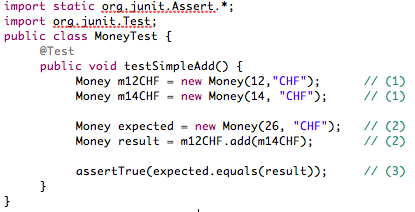 import static org.junit.Assert.*;
import org.junit.Test;
public class MoneyTest {
@Test
public void testSimpleAdd() {
Money m12CHF = new Money(12,"CHF"); // (1)
Money m14CHF = new Money(14, "CHF"); // (1)
Money expected = new Money(26, "CHF"); // (2)
Money result = m12CHF.add(m14CHF); // (2)
assertTrue(expected.equals(result)); // (3)
}
}